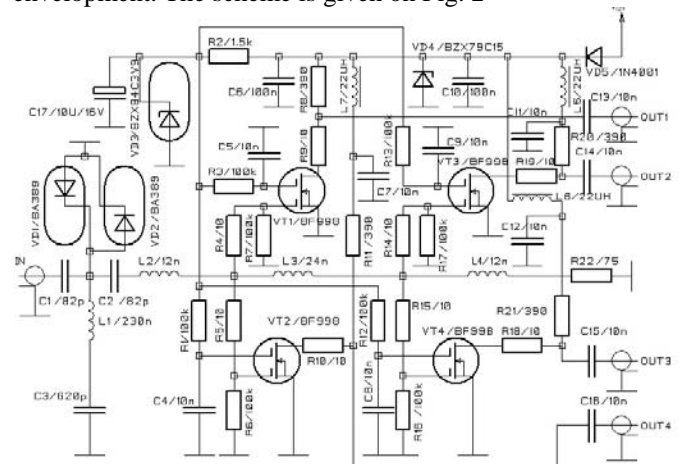 envelopment. The scheme is given on Fig. 2
R2/1.5k
VD4/BZX79C15
VD5/1N4001
C17/10U/16V
VD3/BZX84C3V9
C6/100n
R8/390
L7/22UH
C10/100n
L5/22UH
C13/10n
OUT1
C11/10n
R20/390
C5/10n
R9/10
R13/100k
C9/10n
C14/10n
R3/100k
VT3/BF998
R19/10
OUT2
VD1/BA389
VD2/BA389
C7/10n
L6/22UH
VT1/BF998
R4/10
R7/100k
R11/390
R14/10
R17/100k
C12/10n
IN
L2/12n
L3/24n
L4/12n
R22/75
C1/82p
C2/82p
L1/230n
R1/100k
R5/10
VT2/BF998
R12/100k
R15/10
VT4/BF998
R21/390
R18/10
C15/10n
R10/10
OUT3
C3/620p
C4/10n
R6/100k
C8/10n
R16/100k
C16/10n
OUT4